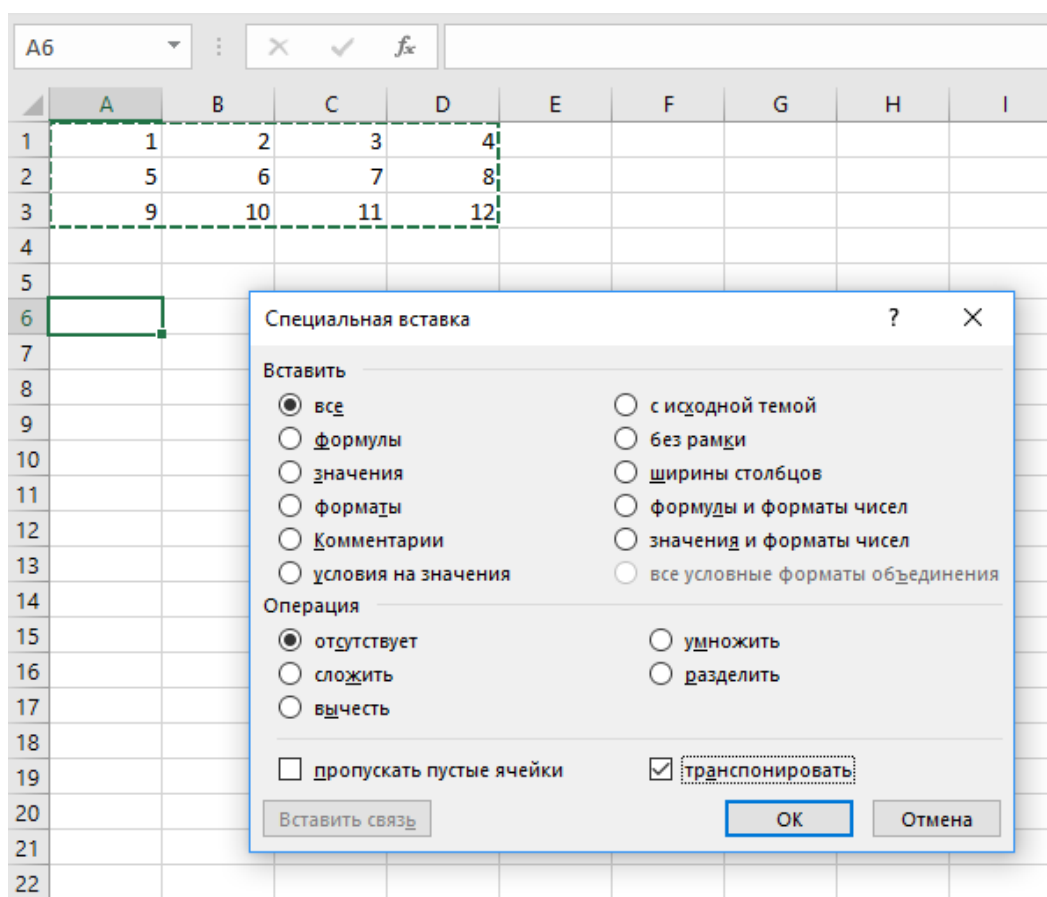 A6 fx
A B C D E F G H I
1 1 2 3 4
2 5 6 7 8
3 9 10 11 12
4
5
6
7
8
9
10
11
12
13
14
15
16
17
18
19
20
21
22
Специальная вставка ? ×
Вставить
все с исходной темой
формулы без рамки
значения ширины столбцов
форматы формулы и форматы чисел
Комментарии значения и форматы чисел
условия на значения все условные форматы объединения
Операция
отсутствует умножить
сложить разделить
вычесть
пропускать пустые ячейки транспонировать
Вставить связь ОК Отмена